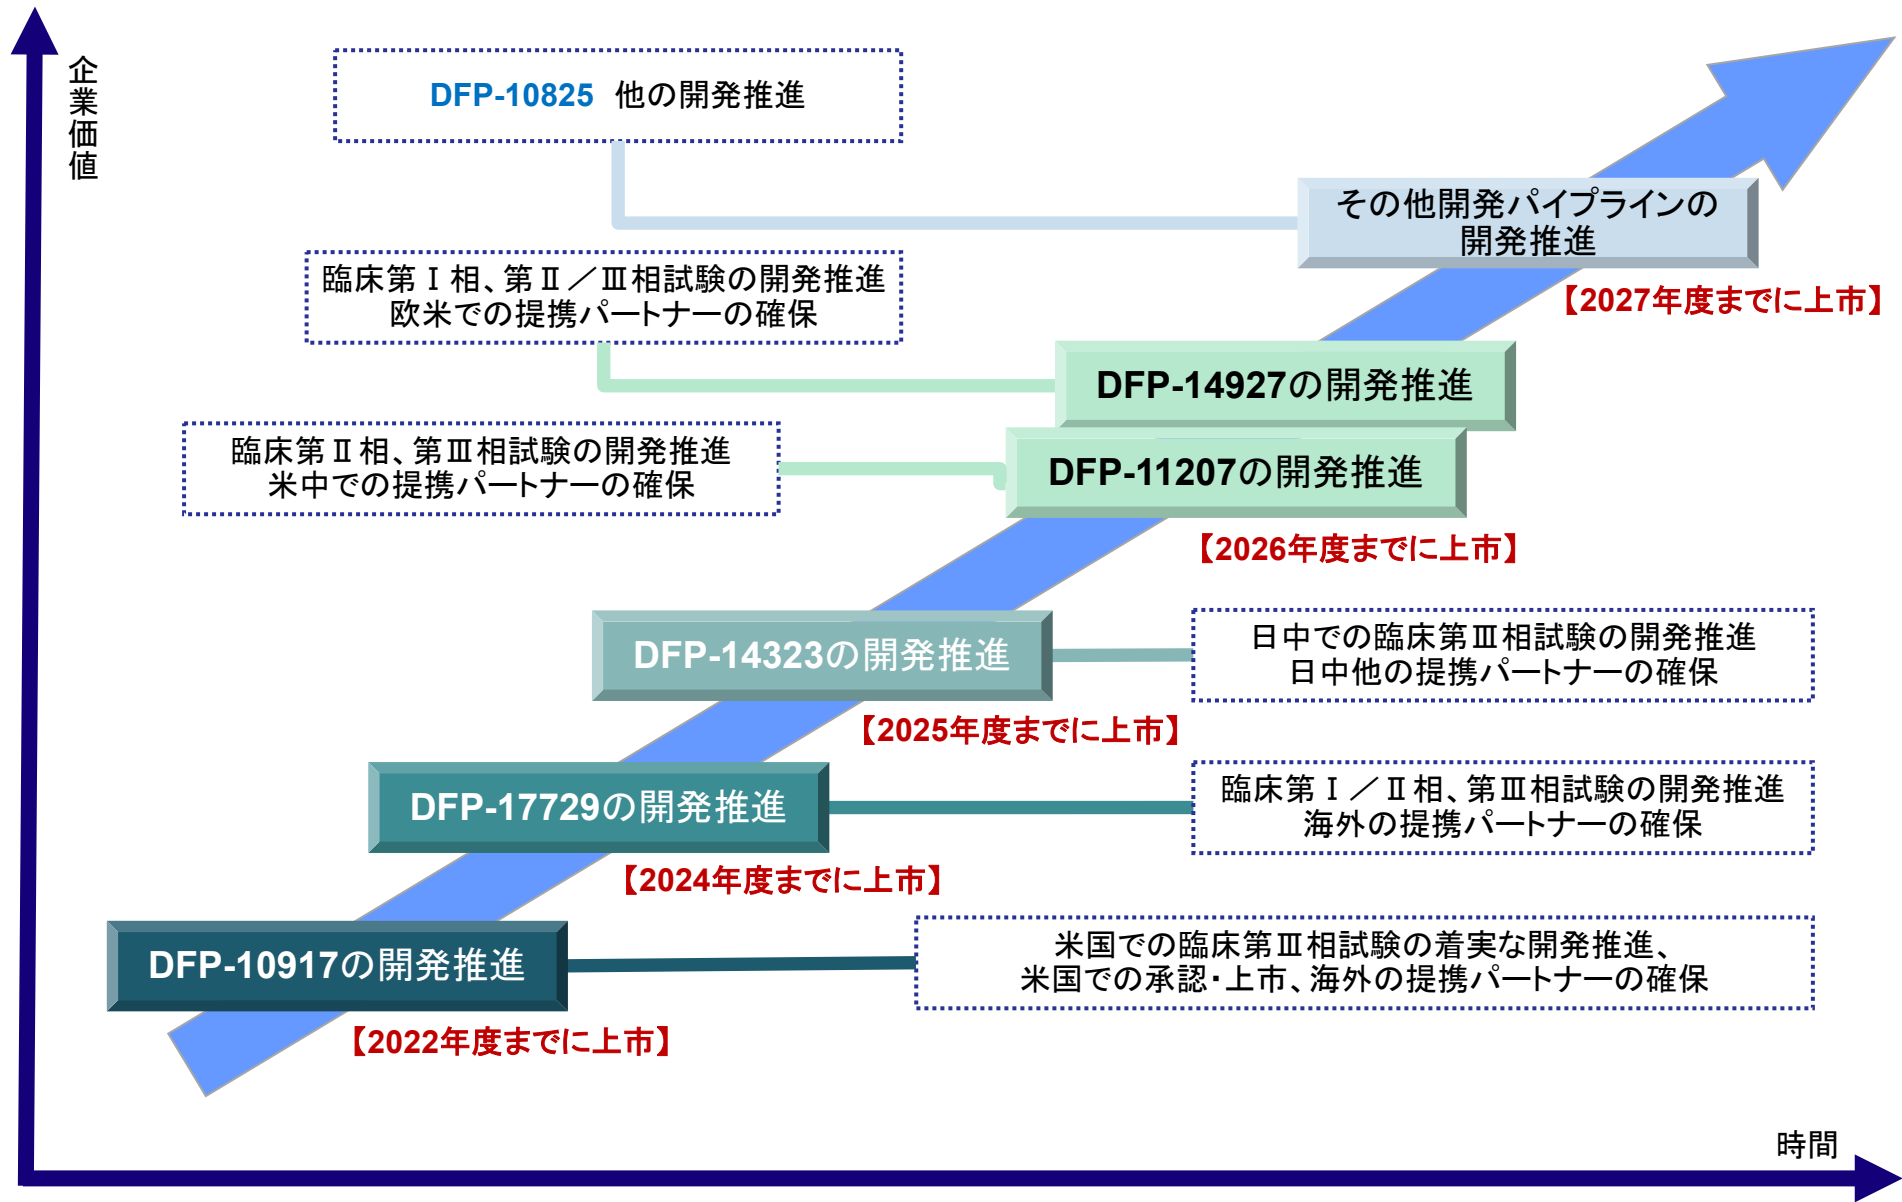 企業価値
DFP-10825 他の開発推進
その他開発パイプラインの
開発推進
【2027年度までに上市】
臨床第Ⅰ相、第Ⅱ／Ⅲ相試験の開発推進
欧米での提携パートナーの確保
DFP-14927の開発推進
臨床第Ⅱ相、第Ⅲ相試験の開発推進
米中での提携パートナーの確保
DFP-11207の開発推進
【2026年度までに上市】
DFP-14323の開発推進
日中での臨床第Ⅲ相試験の開発推進
日中他の提携パートナーの確保
【2025年度までに上市】
DFP-17729の開発推進
臨床第Ⅰ／Ⅱ相、第Ⅲ相試験の開発推進
海外の提携パートナーの確保
【2024年度までに上市】
DFP-10917の開発推進
米国での臨床第Ⅲ相試験の着実な開発推進、
米国での承認・上市、海外の提携パートナーの確保
【2022年度までに上市】
時間